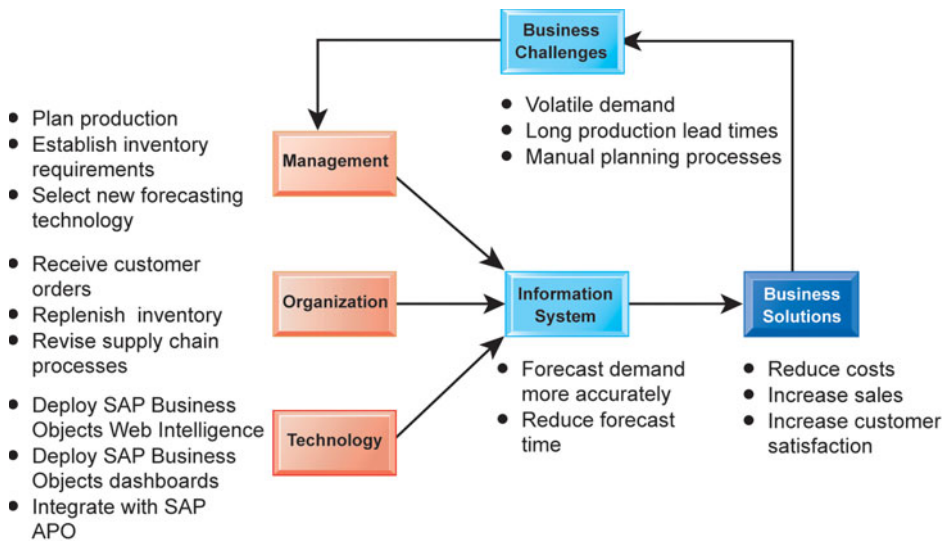 Business
Challenges
• Volatile demand
• Long production lead times
• Manual planning processes
• Plan production
• Establish inventory
requirements
• Select new forecasting
technology
Management
• Receive customer
orders
• Replenish inventory
• Revise supply chain
processes
Organization
Information
System
Business
Solutions
• Forecast demand
more accurately
• Reduce forecast
time
• Reduce costs
• Increase sales
• Increase customer
satisfaction
• Deploy SAP Business
Objects Web Intelligence
• Deploy SAP Business
Objects dashboards
• Integrate with SAP
APO
Technology